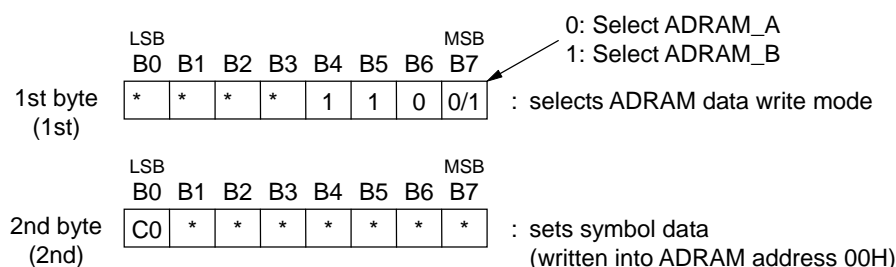 0: Select ADRAM_A
1: Select ADRAM_B
LSB MSB
B0 B1 B2 B3 B4 B5 B6 B7
1st byte * * * * 1 1 0 0/1 : selects ADRAM data write mode
(1st)
LSB MSB
B0 B1 B2 B3 B4 B5 B6 B7
2nd byte C0 * * * * * * * : sets symbol data
(2nd) (written into ADRAM address 00H)